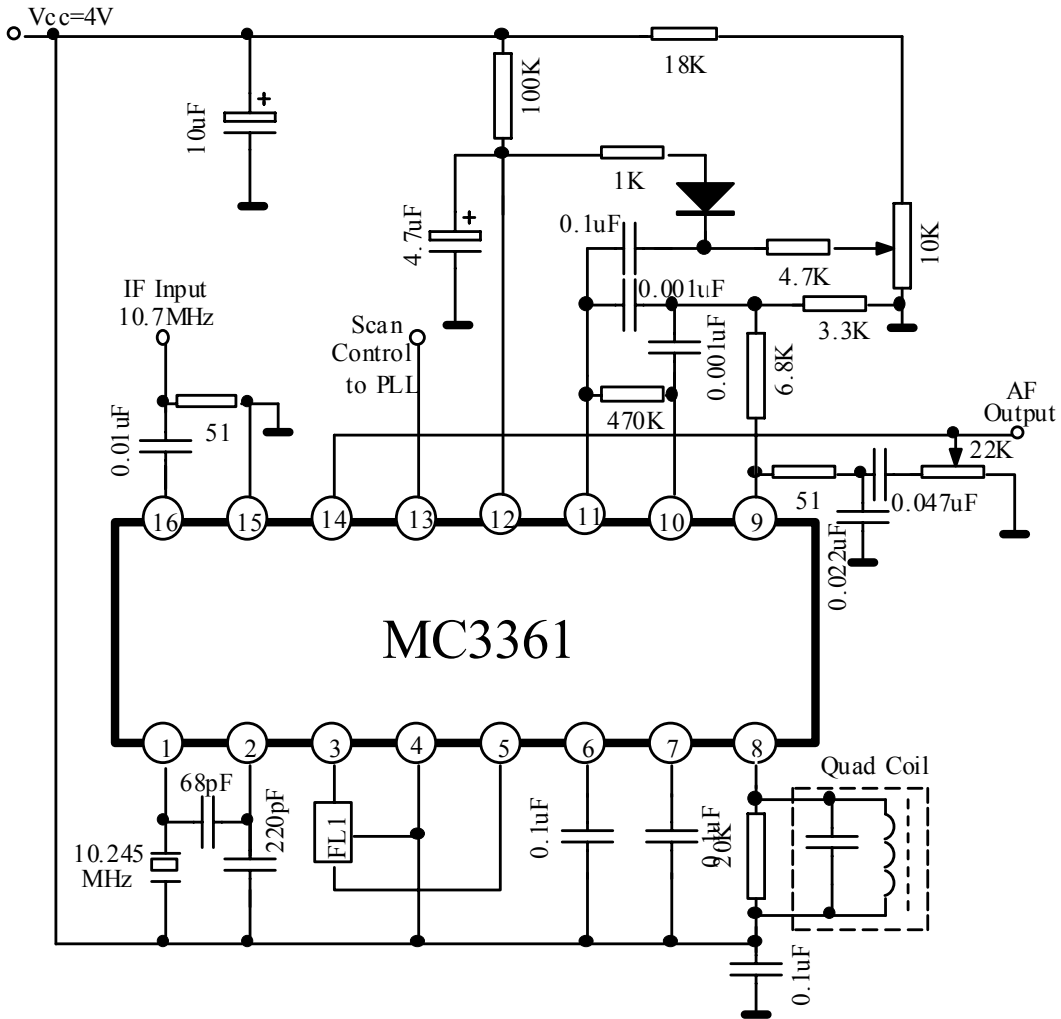 Vcc=4V
18K
100K
10uF
+
1K
4.7uF
+
0.1uF
4.7K
10K
IF Input
10.7MHz
0.001uF
3.3K
Scan
Control
to PLL
0.001uF
6.8K
AF
Output
51
0.01uF
470K
22K
51
0.047uF
0.022uF
16
15
14
13
12
11
10
9
MC3361
1
2
3
4
5
6
7
8
68pF
220pF
Quad Coil
10.245
MHz
FL1
0.1uF
0.1uF
20K
0.1uF